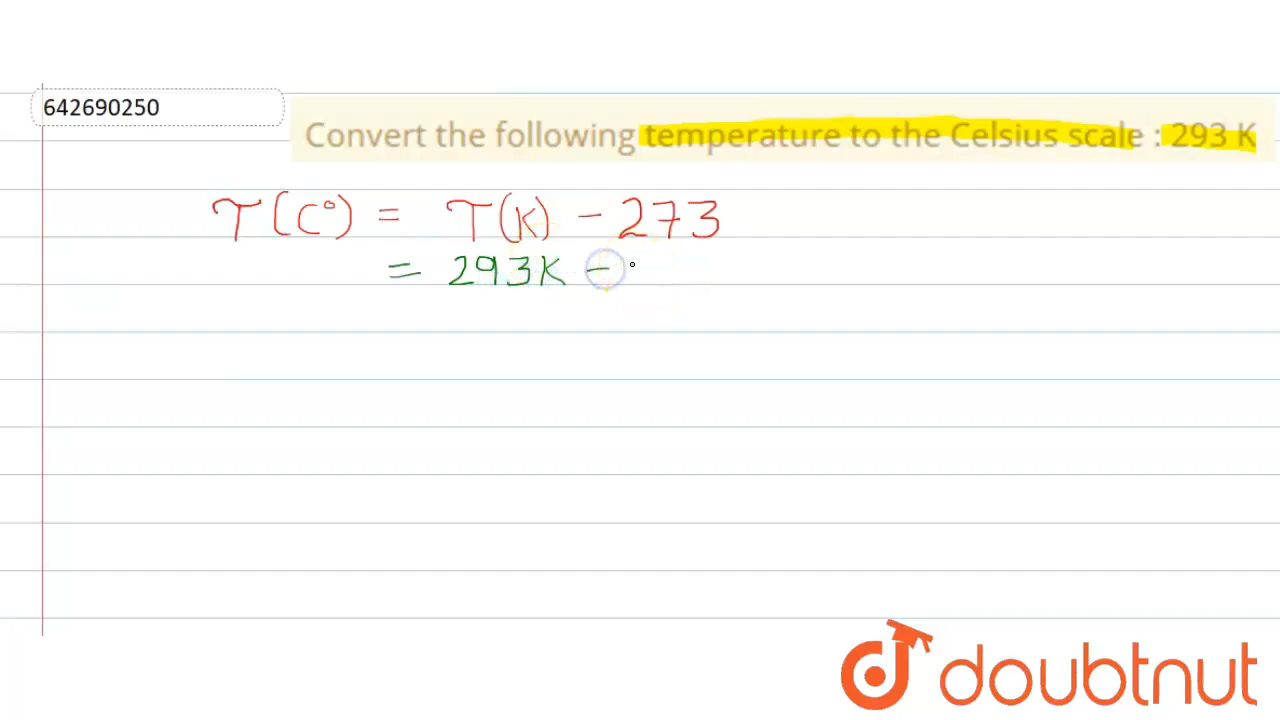 642690250
Convert the following temperature to the Celsius scale : 293 K
T(C°) = T(K) - 273
= 293K -
doubtnut